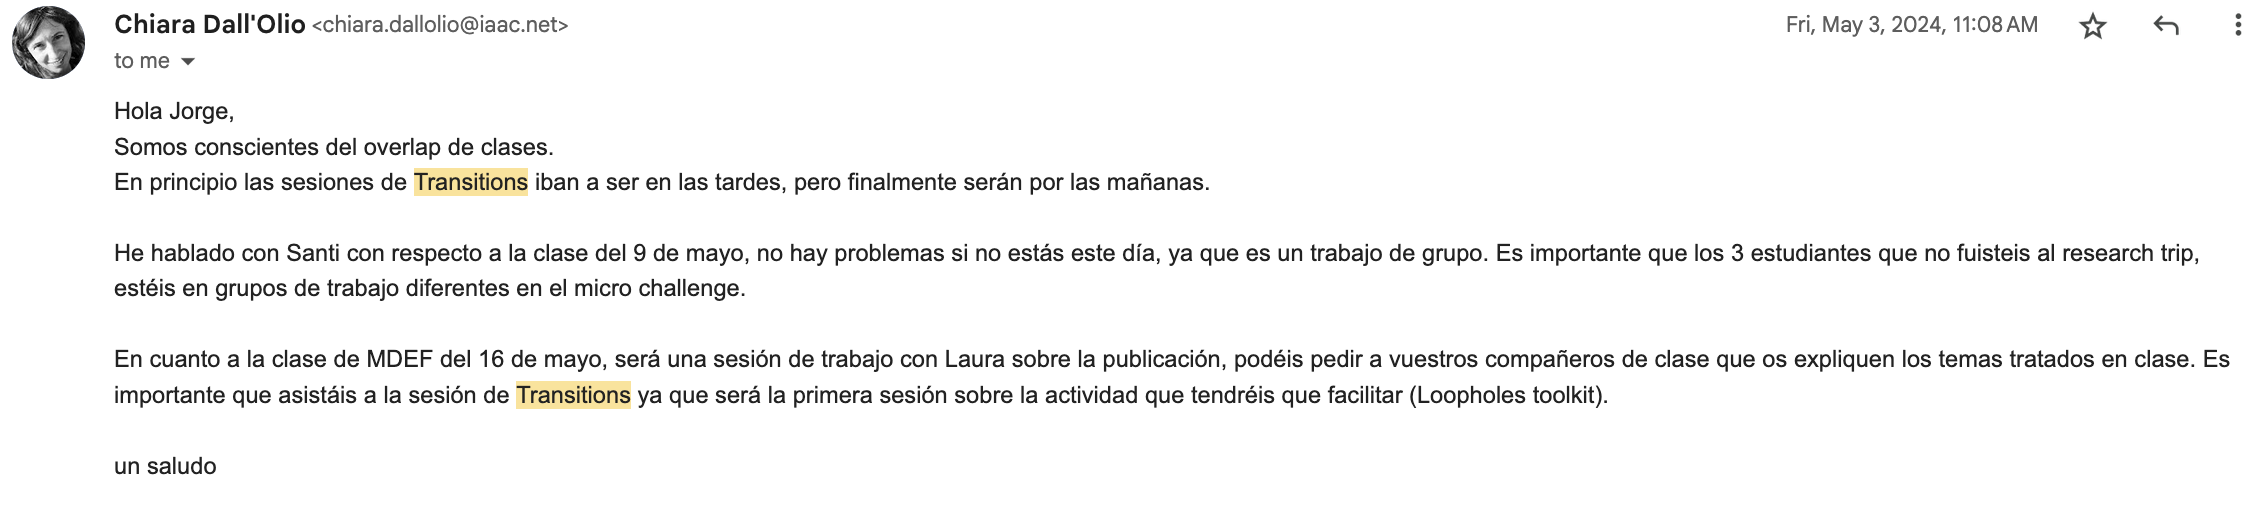 Chiara Dall'Olio <chiara.dallolio@iaac.net>
Fri, May 3, 2024, 11:08 AM
to me
Hola Jorge,
Somos conscientes del overlap de clases.
En principio las sesiones de Transitions iban a ser en las tardes, pero finalmente serán por las mañanas.
He hablado con Santi con respecto a la clase del 9 de mayo, no hay problemas si no estás este día, ya que es un trabajo de grupo. Es importante que los 3 estudiantes que no fuisteis al research trip,
estéis en grupos de trabajo diferentes en el micro challenge.
En cuanto a la clase de MDEF del 16 de mayo, será una sesión de trabajo con Laura sobre la publicación, podéis pedir a vuestros compañeros de clase que os expliquen los temas tratados en clase. Es
importante que asistáis a la sesión de Transitions ya que será la primera sesión sobre la actividad que tendréis que facilitar (Loopholes toolkit).
un saludo